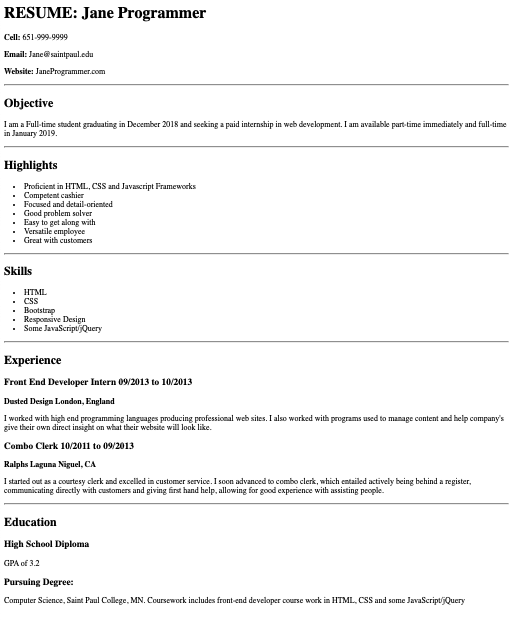 RESUME: Jane Programmer
Cell: 651-999-9999
Email: Jane@saintpaul.edu
Website: JaneProgrammer.com
Objective
I am a Full-time student graduating in December 2018 and seeking a paid internship in web development. I am available part-time immediately and full-time
in January 2019.
Highlights
• Proficient in HTML, CSS and Javascript Frameworks
• Competent cashier
• Focused and detail-oriented
• Good problem solver
• Easy to get along with
• Versatile employee
• Great with customers
Skills
• HTML
• CSS
• Bootstrap
• Responsive Design
• Some JavaScript/jQuery
Experience
Front End Developer Intern 09/2013 to 10/2013
Dusted Design London, England
I worked with high end programming languages producing professional web sites. I also worked with programs used to manage content and help company's
give their own direct insight on what their website will look like.
Combo Clerk 10/2011 to 09/2013
Ralphs Laguna Niguel, CA
I started out as a courtesy clerk and excelled in customer service. I soon advanced to combo clerk, which entailed actively being behind a register,
communicating directly with customers and giving first hand help, allowing for good experience with assisting people.
Education
High School Diploma
GPA of 3.2
Pursuing Degree:
Computer Science, Saint Paul College, MN. Coursework includes front-end developer course work in HTML, CSS and some JavaScript/jQuery